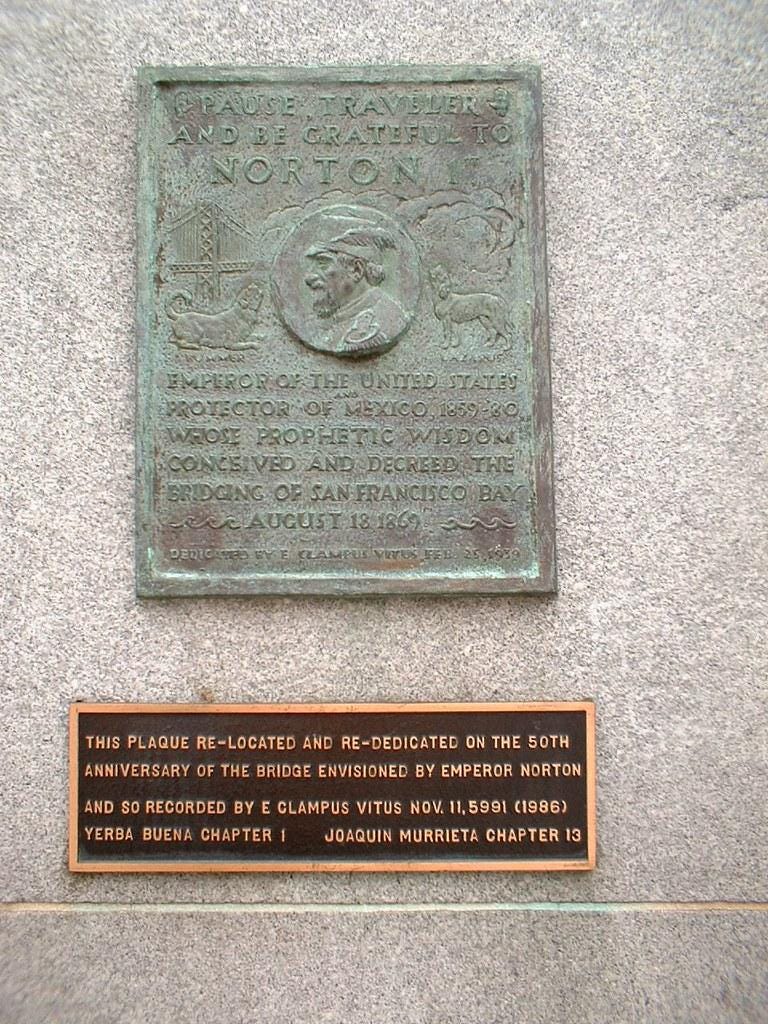 PAUSE, TRAVELER
AND BE GRATEFUL TO
NORTON 1ST
BUMMER
LAZARUS
EMPEROR OF THE UNITED STATES
AND
PROTECTOR OF MEXICO, 1859-80
WHOSE PROPHETIC WISDOM
CONCEIVED AND DECREED THE
BRIDGING OF SAN FRANCISCO BAY
AUGUST 18 1869
DEDICATED BY E CLAMPUS VITUS FEB. 25, 1939
THIS PLAQUE RE-LOCATED AND RE-DEDICATED ON THE 50TH
ANNIVERSARY OF THE BRIDGE ENVISIONED BY EMPEROR NORTON
AND SO RECORDED BY E CLAMPUS VITUS NOV. 11, 5991 (1986)
YERBA BUENA CHAPTER 1 JOAQUIN MURRIETA CHAPTER 13